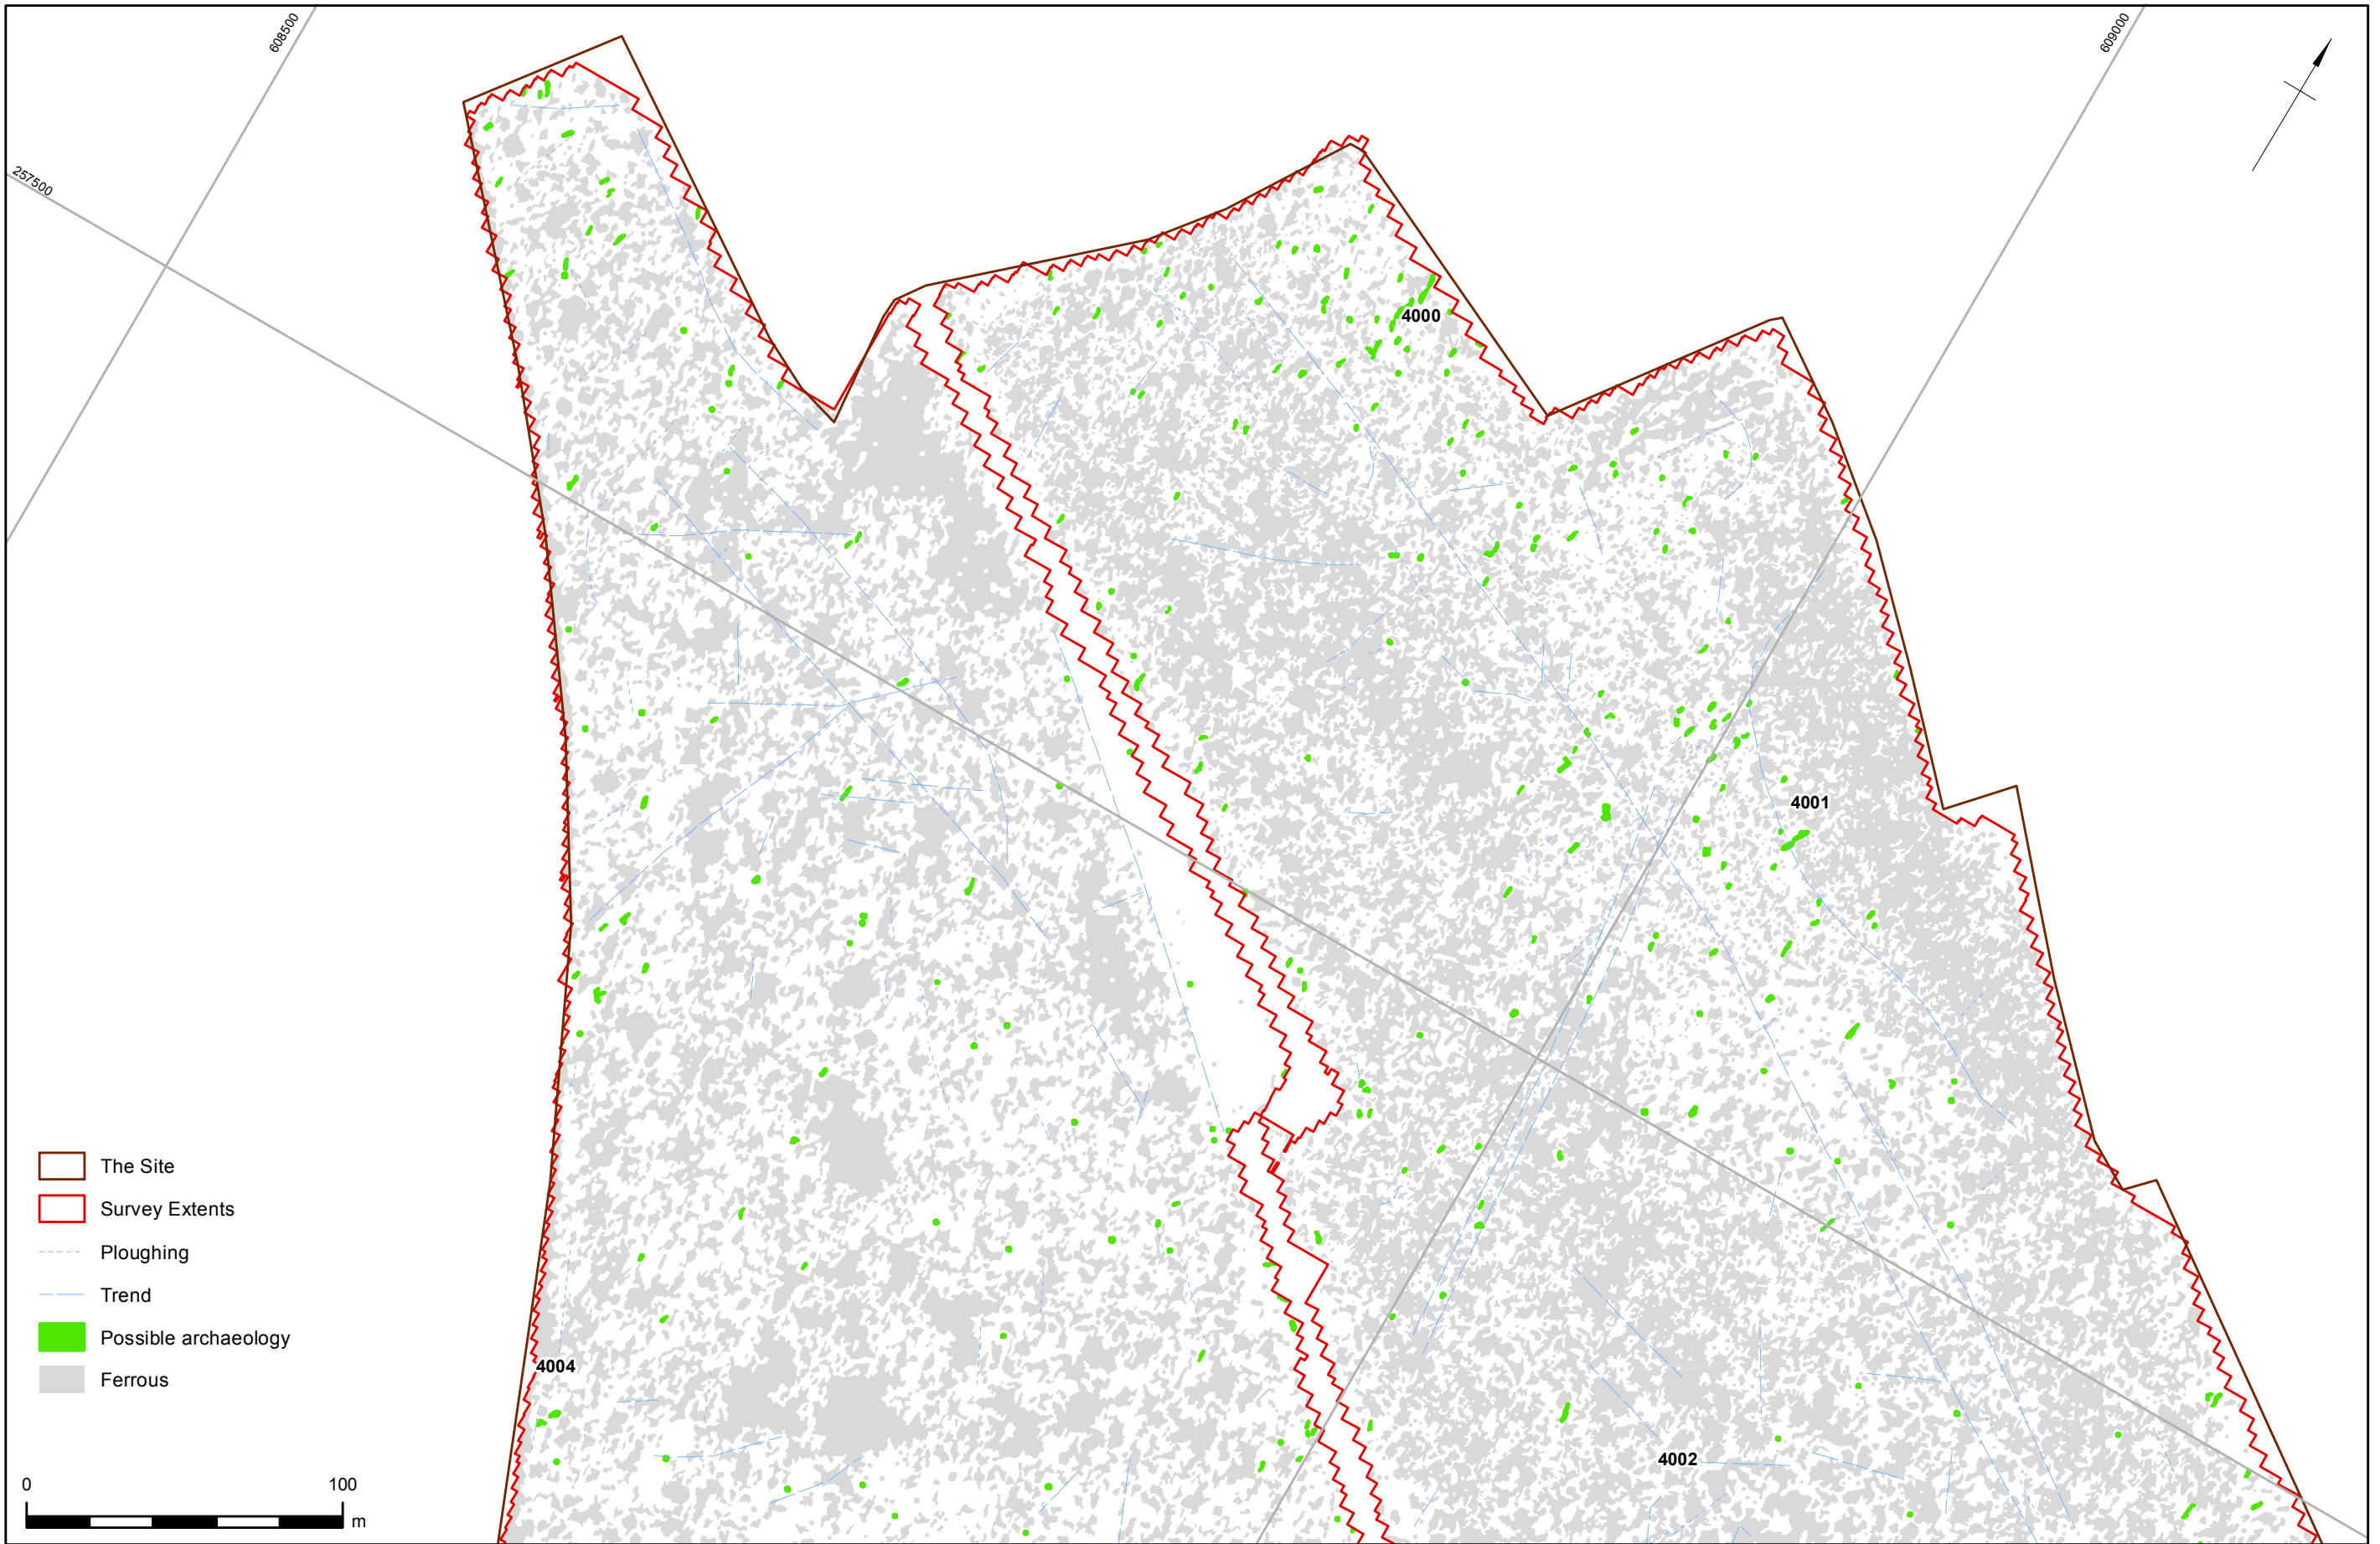 608500
609000
257500
4000
4001
The Site
Survey Extents
Ploughing
Trend
Possible archaeology
Ferrous
4004
4002
0 100
m